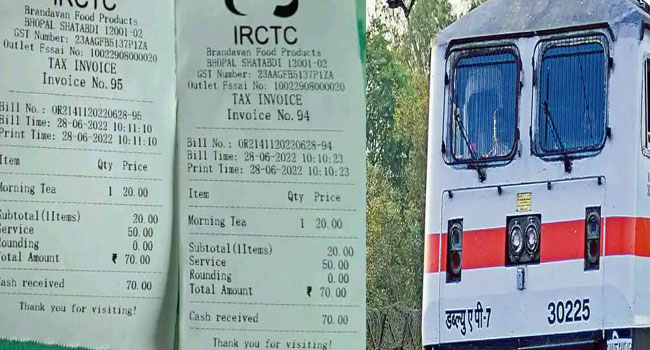 IRCTC
Brandavan Food Products
BHOPAL SHATABDI 12001-02
GST Number: 23AAGFB5137P1ZA
Outlet Fssai No: 10022908000020
TAX INVOICE
Invoice No. 95
Bill No.: OR2141120220628-95
Bill Time: 28-06-2022 10:11:10
Print Time: 28-06-2022 10:11:10
Item Qty Price
Morning Tea 1 20.00
Subtotal(1Items) 20.00
Service 50.00
Rounding 0.00
Total Amount ₹ 70.00
Cash received 70.00
Thank you for visiting!
IRCTC
Brandavan Food Products
BHOPAL SHATABDI 12001-02
GST Number: 23AAGFB5137P1ZA
Outlet Fssai No: 10022908000020
TAX INVOICE
Invoice No. 94
Bill No.: OR2141120220628-94
Bill Time: 28-06-2022 10:10:23
Print Time: 28-06-2022 10:10:23
Item Qty Price
Morning Tea 1 20.00
Subtotal(1Items) 20.00
Service 50.00
Rounding 0.00
Total Amount ₹ 70.00
Cash received 70.00
Thank you for visiting!
डब्ल्यु ए पी-7 30225